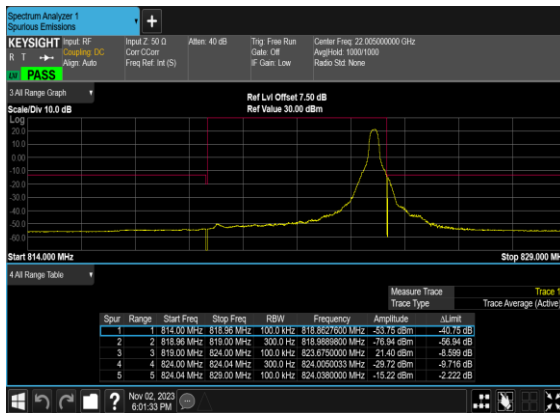 Spectrum Analyzer 1
Spurious Emissions
KEYSIGHT Input: RF Input Z: 50 Ω Atten: 40 dB Trig: Free Run Center Freq: 22.005000000 GHz
R T Coupling: DC Corr CCorr Gate: Off Avg|Hold: 1000/1000
Align: Auto Freq Ref: Int (S) IF Gain: Low Radio Std: None
PASS
3 All Range Graph
Ref Lvl Offset 7.50 dB
Scale/Div 10.0 dB Ref Value 30.00 dBm
Log
20.0
10.0
0.00
-10.0
-20.0
-30.0
-40.0
-50.0
-60.0
Start 814.000 MHz Stop 829.000 MH
4 All Range Table
Measure Trace Trace 1
Trace Type Trace Average (Active)
Spur Range Start Freq Stop Freq RBW Frequency Amplitude ΔLimit
1 1 814.00 MHz 818.96 MHz 100.0 kHz 818.8627600 MHz -53.75 dBm -40.75 dB
2 2 818.96 MHz 819.00 MHz 300.0 Hz 818.9889800 MHz -76.94 dBm -56.94 dB
3 3 819.00 MHz 824.00 MHz 100.0 kHz 823.6750000 MHz 21.40 dBm -8.599 dB
4 4 824.00 MHz 824.04 MHz 300.0 Hz 824.0050033 MHz -29.72 dBm -9.716 dB
5 5 824.04 MHz 829.00 MHz 100.0 kHz 824.0380000 MHz -15.22 dBm -2.222 dB
Nov 02, 2023
6:01:33 PM